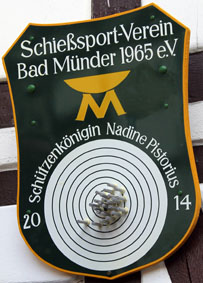 Schießsport-Verein
Bad Münder 1965 e.V.
Schützenkönigin Nadine Pistorius
20 14